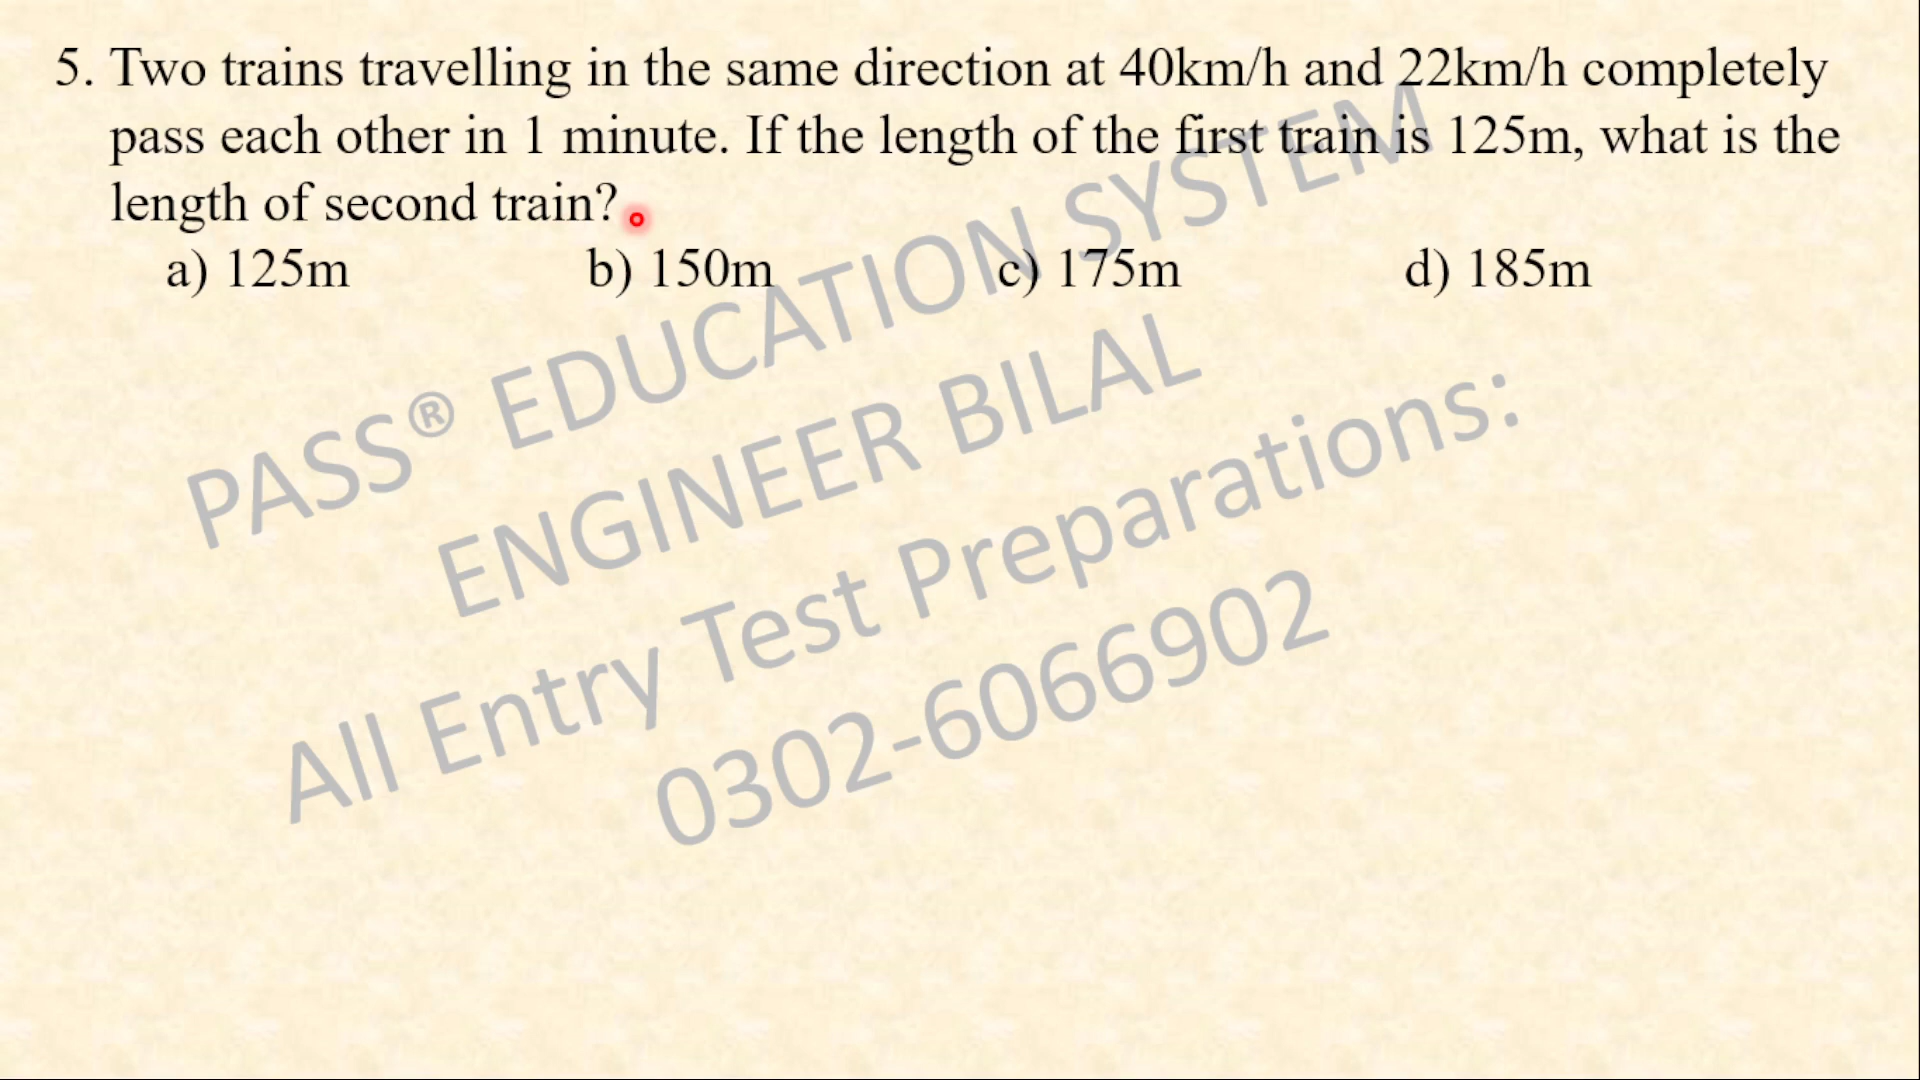 5. Two trains travelling in the same direction at 40km/h and 22km/h completely
pass each other in 1 minute. If the length of the first train is 125m, what is the
length of second train?
a) 125m b) 150m c) 175m d) 185m
PASS® EDUCATION SYSTEM
ENGINEER BILAL
All Entry Test Preparations:
0302-6066902